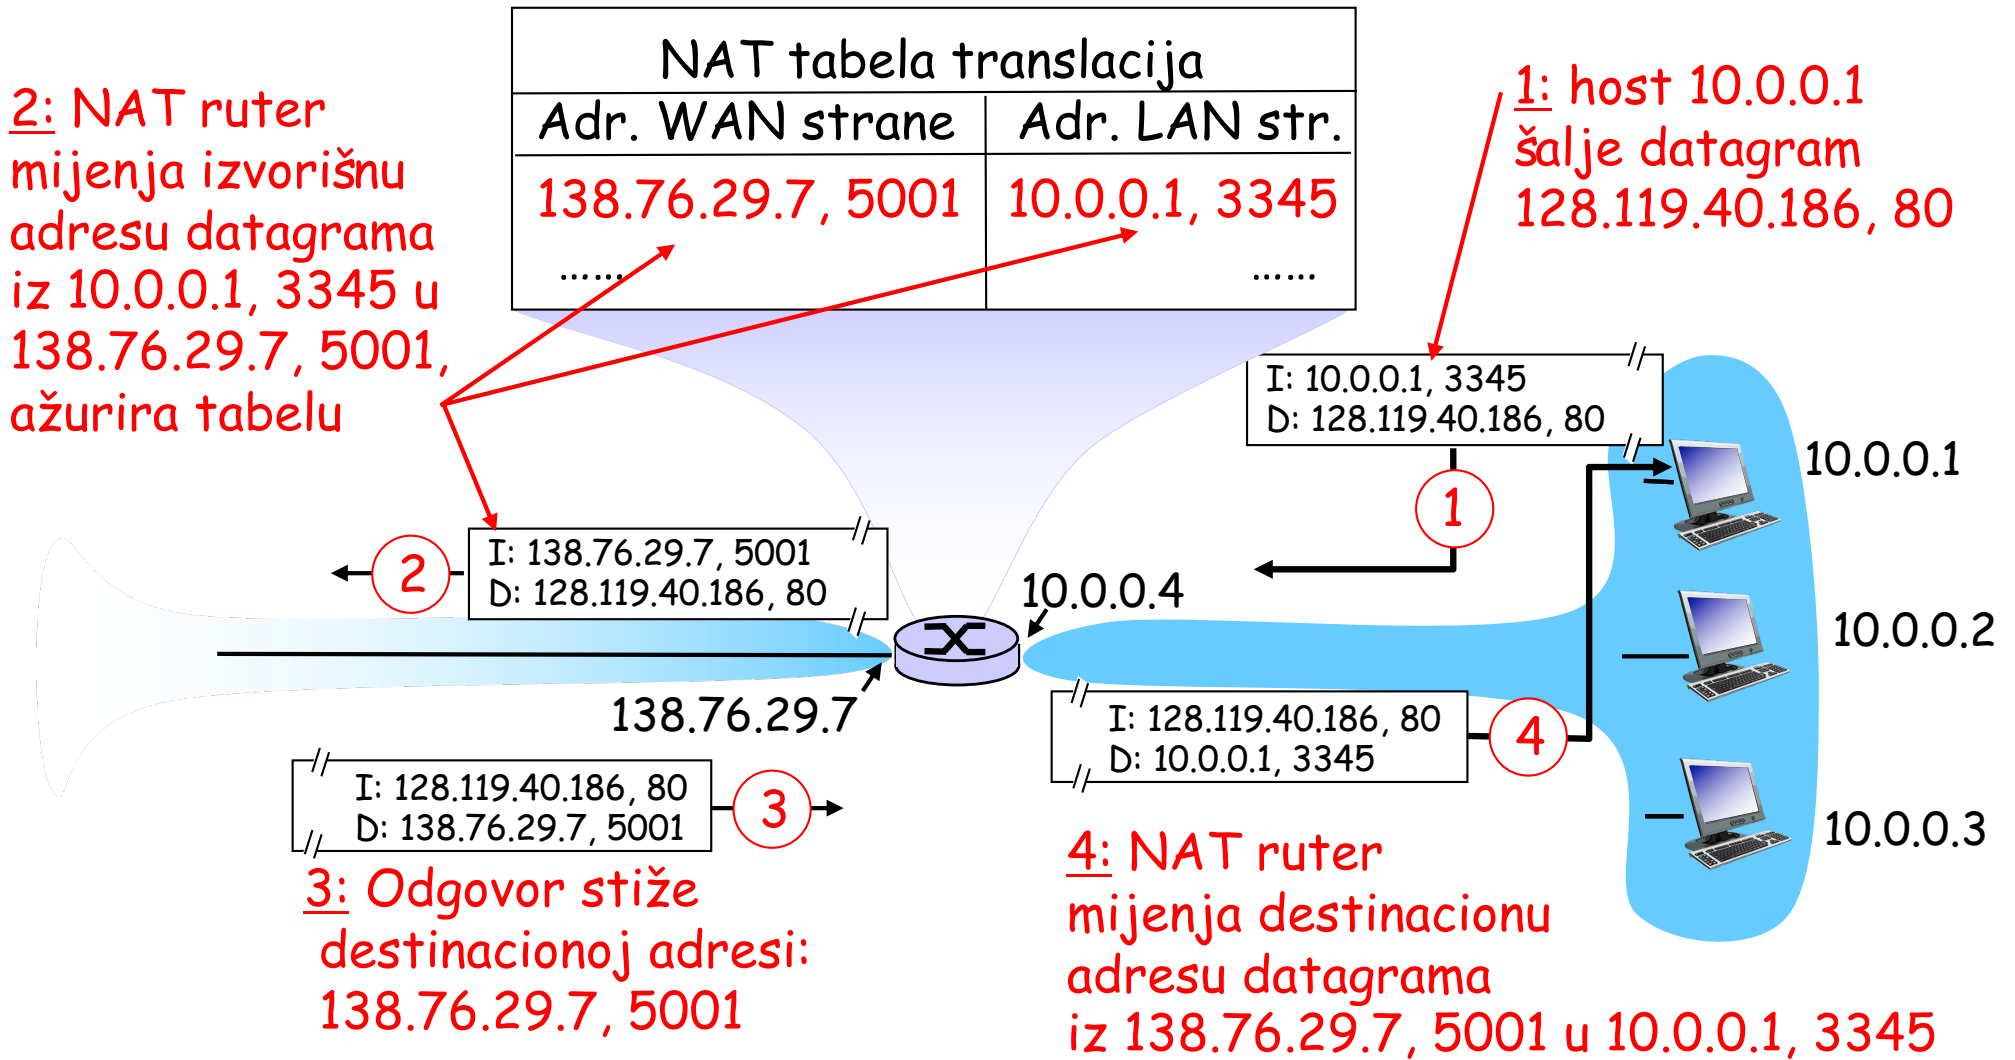 NAT tabela translacija
Adr. WAN strane
Adr. LAN str.
138.76.29.7, 5001
10.0.0.1, 3345
……
……
2: NAT ruter
mijenja izvorišnu
adresu datagrama
iz 10.0.0.1, 3345 u
138.76.29.7, 5001,
ažurira tabelu
1: host 10.0.0.1
šalje datagram
128.119.40.186, 80
I: 10.0.0.1, 3345
D: 128.119.40.186, 80
1
10.0.0.1
I: 138.76.29.7, 5001
D: 128.119.40.186, 80
2
10.0.0.4
10.0.0.2
138.76.29.7
I: 128.119.40.186, 80
D: 10.0.0.1, 3345
4
I: 128.119.40.186, 80
D: 138.76.29.7, 5001
3
10.0.0.3
3: Odgovor stiže
destinacionoj adresi:
138.76.29.7, 5001
4: NAT ruter
mijenja destinacionu
adresu datagrama
iz 138.76.29.7, 5001 u 10.0.0.1, 3345